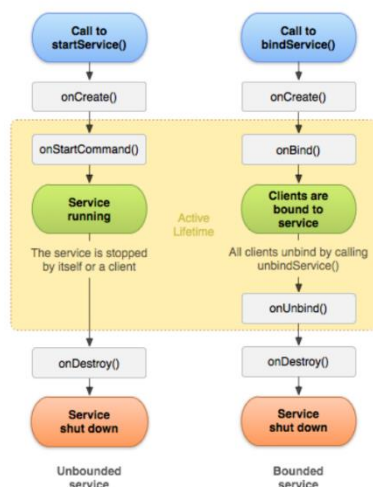 Call to
startService()
onCreate()
onStartCommand()
Service
running
The service is stopped
by itself or a client
onDestroy()
Service
shut down
Unbounded
service
Active
Lifetime
Call to
bindService()
onCreate()
onBind()
Clients are
bound to
service
All clients unbind by calling
unbindService()
onUnbind()
onDestroy()
Service
shut down
Bounded
service